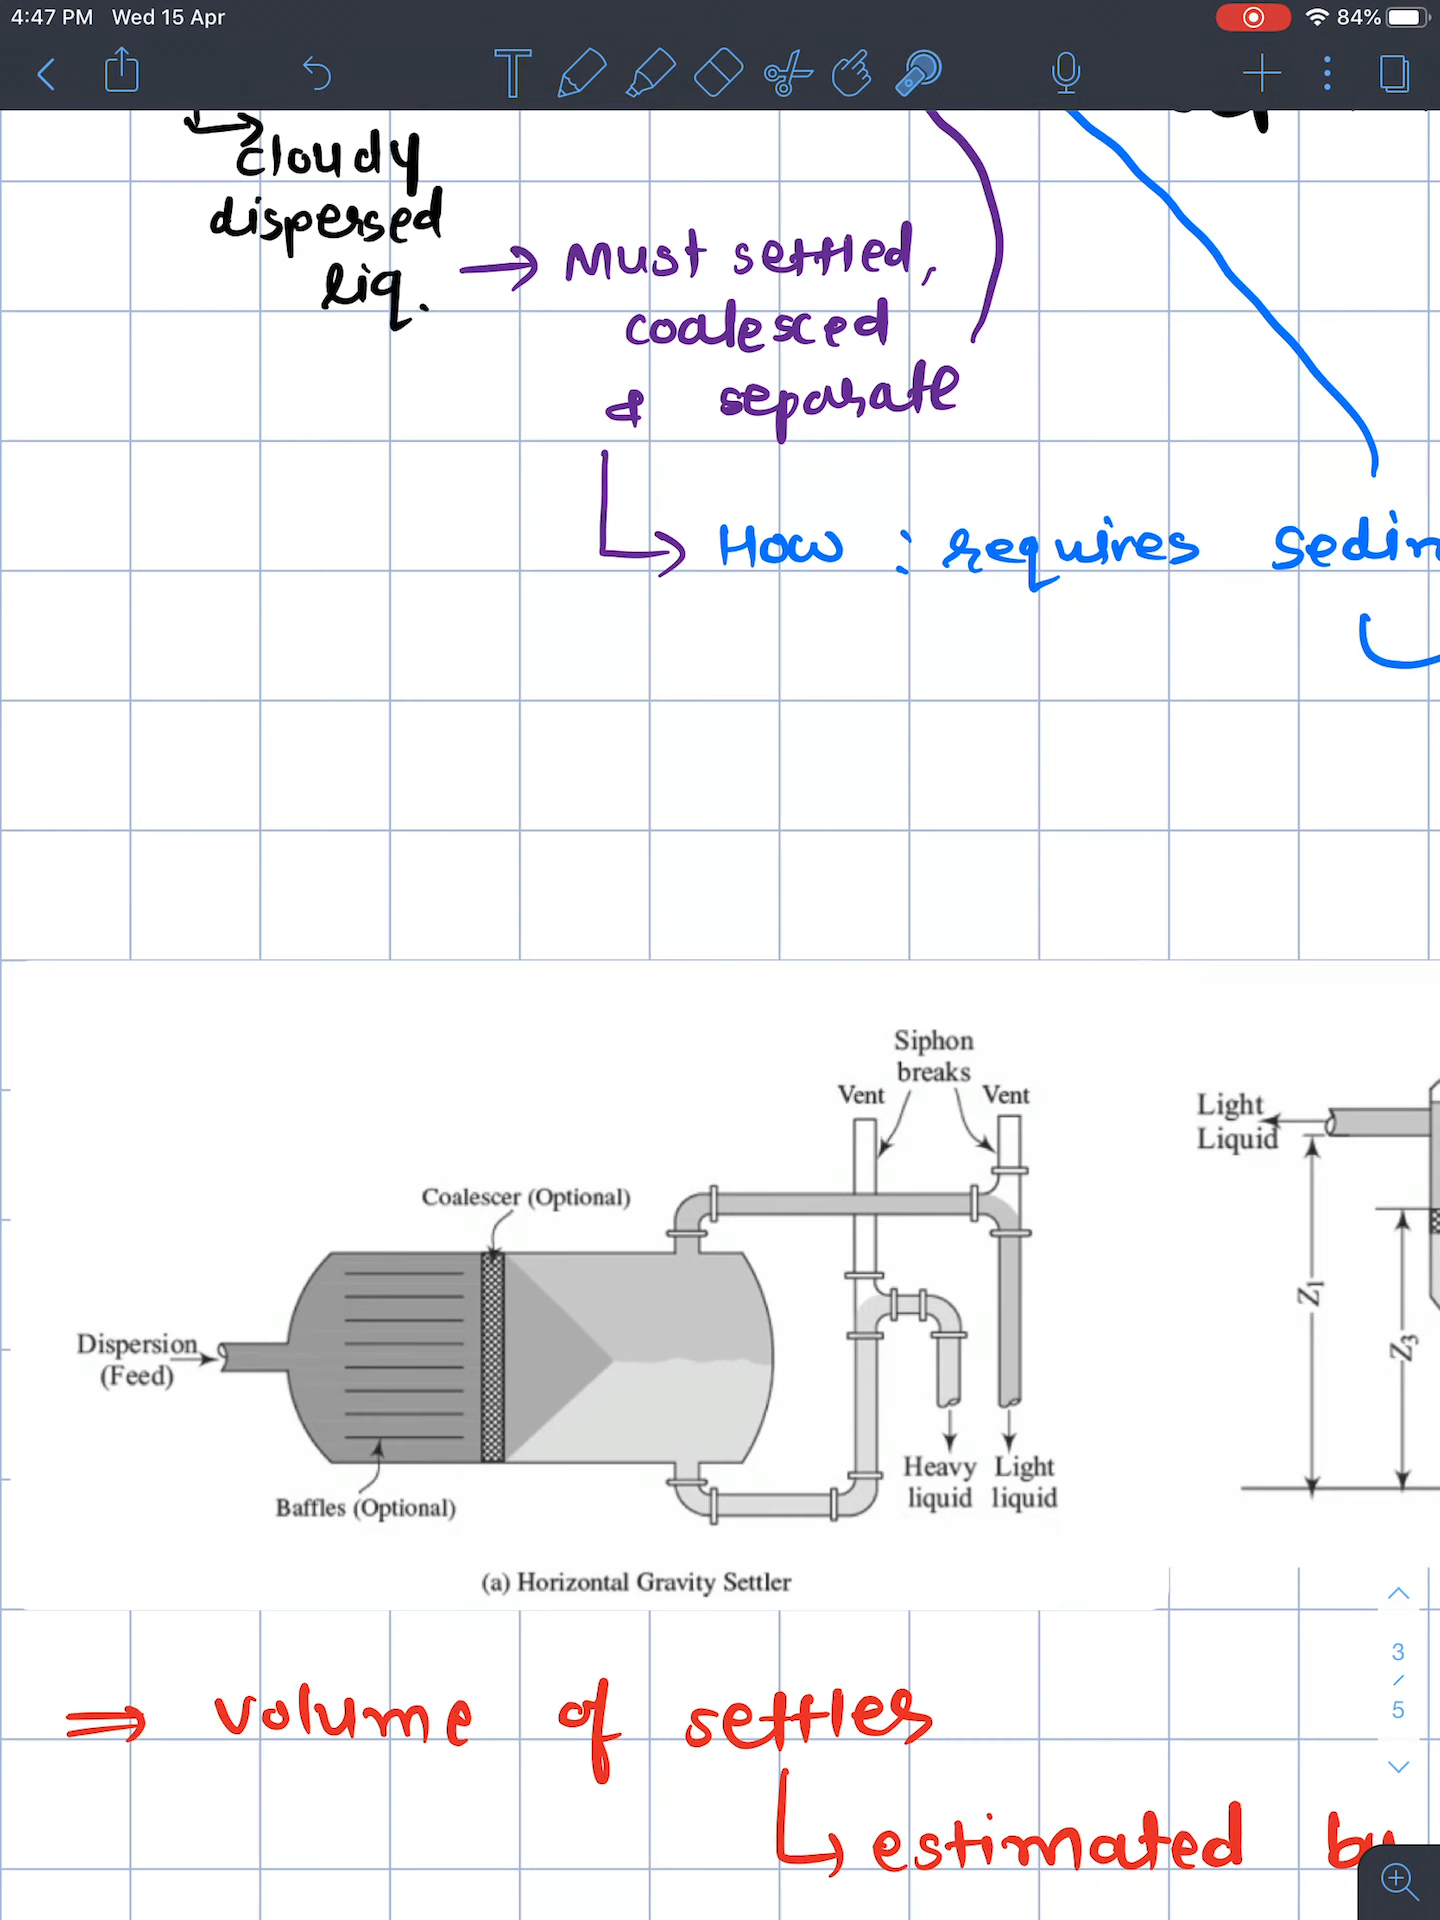 4:47 PM Wed 15 Apr
84%
cloudy
dispersed
liq.
→ Must settled,
coalesced
& separate
How : requires
Siphon
breaks
Vent
Vent
Light
Liquid
Coalescer (Optional)
Z1
Z3
Dispersion
(Feed)
Heavy
liquid
Light
liquid
Baffles (Optional)
(a) Horizontal Gravity Settler
3
/
5
⇒ volume of settler
estimated by